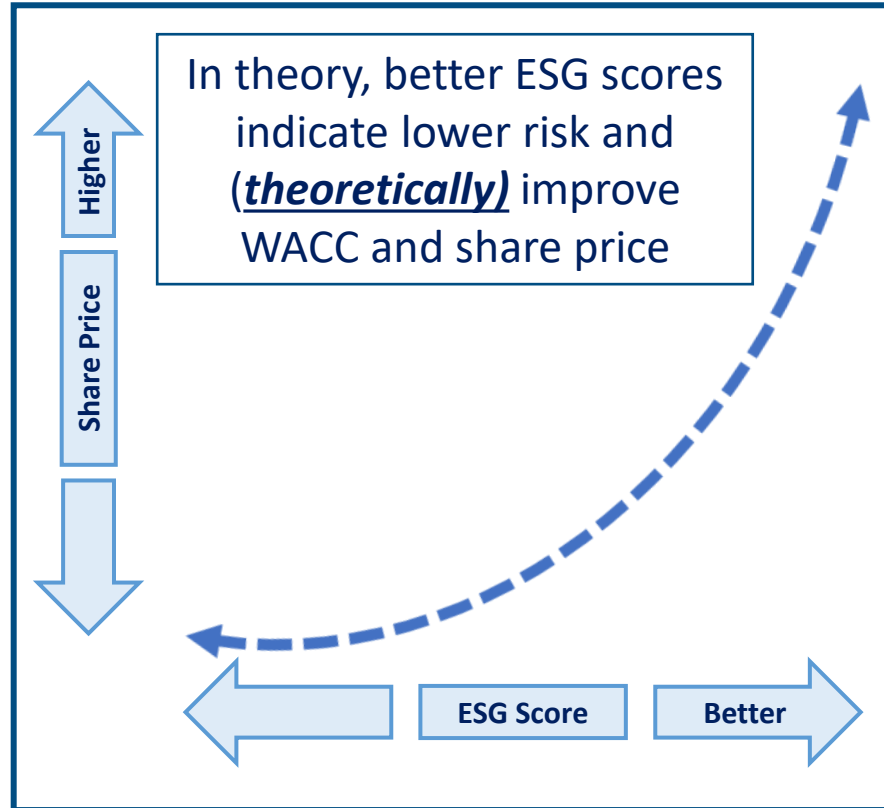 In theory, better ESG scores
indicate lower risk and
(theoretically) improve
WACC and share price
Higher
Share Price
ESG Score
Better